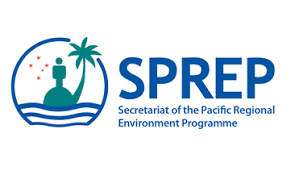 SPREP
Secretariat of the Pacific Regional
Environment Programme